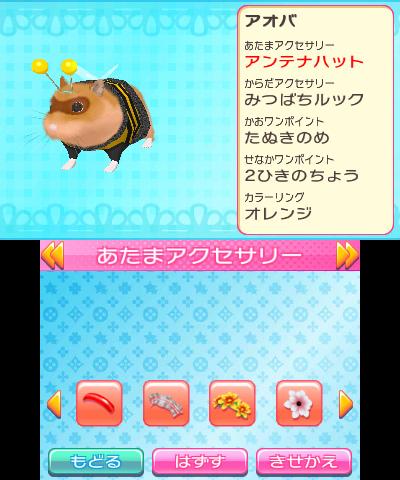 アオバ
あたまアクセサリー
アンテナハット
からだアクセサリー
みつばちルック
かおワンポイント
たぬきのめ
せなかワンポイント
2ひきのちょう
カラーリング
オレンジ
あたまアクセサリー
もどる
はずす
きせかえ